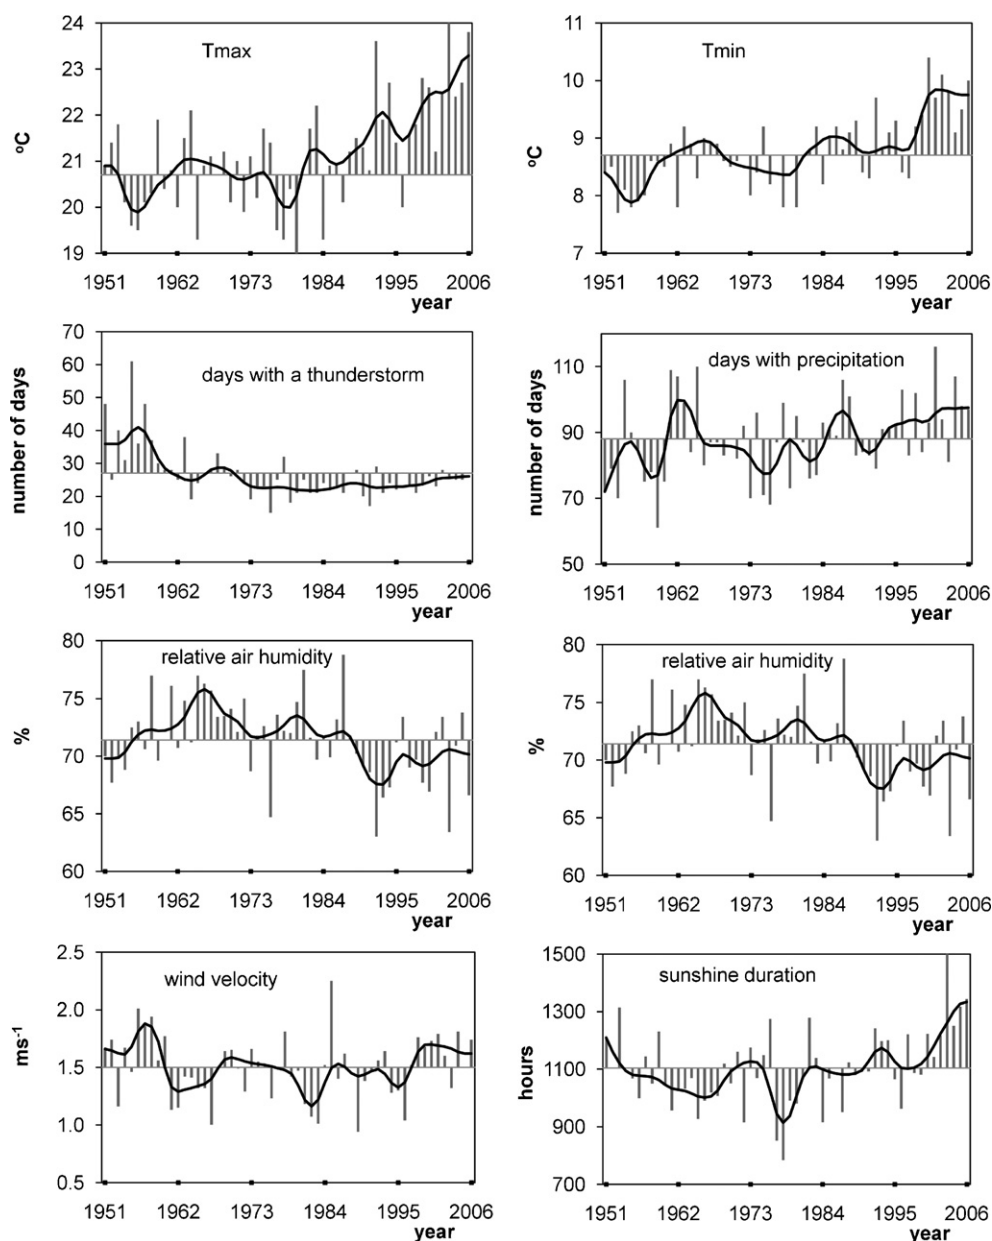 Tmax
24
23
22
21
20
19
ºC
1951 1962 1973 1984 1995 2006
year
Tmin
11
10
9
8
7
ºC
1951 1962 1973 1984 1995 2006
year
days with a thunderstorm
70
60
50
40
30
20
10
0
number of days
1951 1962 1973 1984 1995 2006
year
days with precipitation
110
90
70
50
number of days
1951 1962 1973 1984 1995 2006
year
relative air humidity
80
75
70
65
60
%
1951 1962 1973 1984 1995 2006
year
relative air humidity
80
75
70
65
60
%
1951 1962 1973 1984 1995 2006
year
wind velocity
2.5
2.0
1.5
1.0
0.5
ms⁻¹
1951 1962 1973 1984 1995 2006
year
sunshine duration
1500
1300
1100
900
700
hours
1951 1962 1973 1984 1995 2006
year